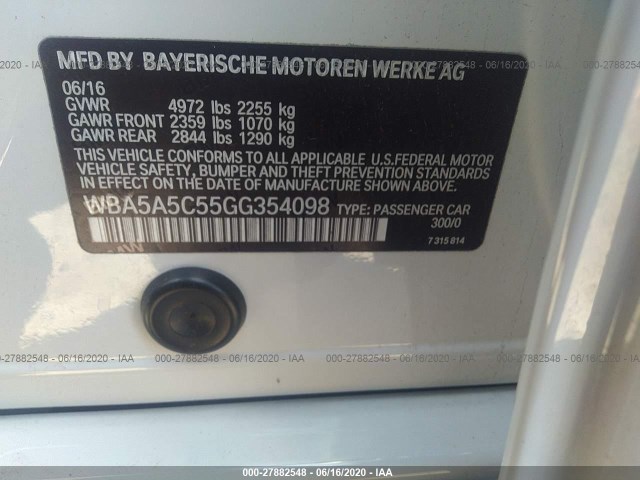 MFD BY BAYERISCHE MOTOREN WERKE AG
06/16
GVWR 4972 lbs 2255 kg
GAWR FRONT 2359 lbs 1070 kg
GAWR REAR 2844 lbs 1290 kg
THIS VEHICLE CONFORMS TO ALL APPLICABLE U.S.FEDERAL MOTOR
VEHICLE SAFETY, BUMPER AND THEFT PREVENTION STANDARDS
IN EFFECT ON THE DATE OF MANUFACTURE SHOWN ABOVE.
WBA5A5C55GG354098 TYPE: PASSENGER CAR
300/0
7 315 814
000-27882548 - 06/16/2020 - IAA